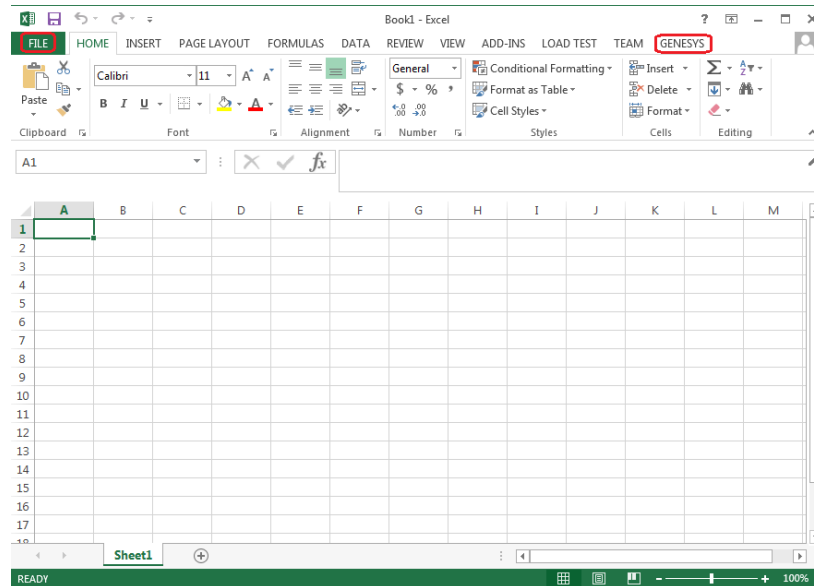 Book1 - Excel
?
FILE HOME INSERT PAGE LAYOUT FORMULAS DATA REVIEW VIEW ADD-INS LOAD TEST TEAM GENESYS
Calibri 11 A A General Conditional Formatting Insert
Paste B I U A $ % , Format as Table Delete
Cell Styles Format
Clipboard Font Alignment Number Styles Cells Editing
A1 fx
A B C D E F G H I J K L M
1
2
3
4
5
6
7
8
9
10
11
12
13
14
15
16
17
18
Sheet1
READY 100%